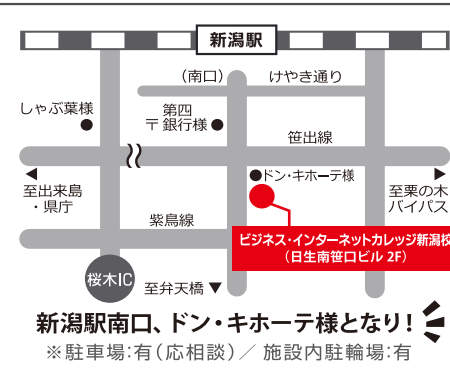 新潟駅
(南口)
けやき通り
しゃぶ葉様
第四
〒銀行様
笹出線
ドン・キホーテ様
至出来島
・県庁
至栗の木
バイパス
紫鳥線
ビジネス・インターネットカレッジ新潟校
(日生南笹口ビル 2F)
桜木IC
至弁天橋▼
新潟駅南口、ドン・キホーテ様となり!
※駐車場:有(応相談)／ 施設内駐輪場:有